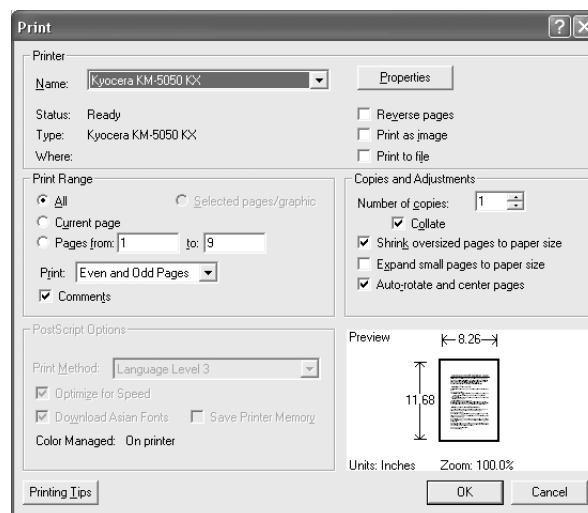 Print
Printer
Name: Kyocera KM-5050 KX
Properties
Status: Ready
Type: Kyocera KM-5050 KX
Where:
Reverse pages
Print as image
Print to file
Print Range
All
Selected pages/graphic
Current page
Pages from: 1 to: 9
Print: Even and Odd Pages
Comments
Copies and Adjustments
Number of copies: 1
Collate
Shrink oversized pages to paper size
Expand small pages to paper size
Auto-rotate and center pages
PostScript Options
Print Method: Language Level 3
Optimize for Speed
Download Asian Fonts Save Printer Memory
Color Managed: On printer
Preview
8.26
11,68
Units: Inches Zoom: 100.0%
Printing Tips
OK
Cancel